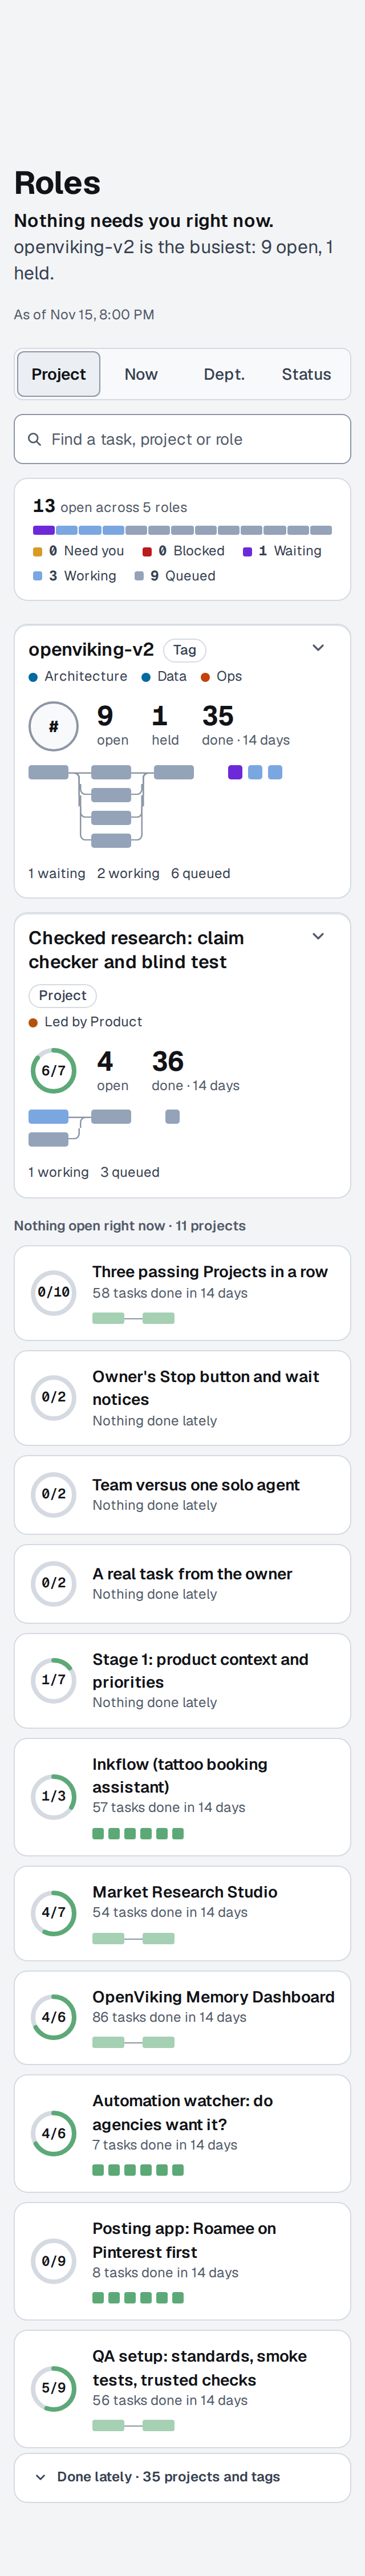 Roles
Nothing needs you right now.
openviking-v2 is the busiest: 9 open, 1
held.
As of Nov 15, 8:00 PM
Project Now Dept. Status
Find a task, project or role
13 open across 5 roles
0 Need you 0 Blocked 1 Waiting
3 Working 9 Queued
openviking-v2 Tag
Architecture Data Ops
# 9 1 35
open held done · 14 days
1 waiting 2 working 6 queued
Checked research: claim
checker and blind test
Project
Led by Product
6/7 4 36
open done · 14 days
1 working 3 queued
Nothing open right now · 11 projects
0/10 Three passing Projects in a row
58 tasks done in 14 days
0/2 Owner's Stop button and wait
notices
Nothing done lately
0/2 Team versus one solo agent
Nothing done lately
0/2 A real task from the owner
Nothing done lately
1/7 Stage 1: product context and
priorities
Nothing done lately
1/3 Inkflow (tattoo booking
assistant)
57 tasks done in 14 days
4/7 Market Research Studio
54 tasks done in 14 days
4/6 OpenViking Memory Dashboard
86 tasks done in 14 days
4/6 Automation watcher: do
agencies want it?
7 tasks done in 14 days
0/9 Posting app: Roamee on
Pinterest first
8 tasks done in 14 days
5/9 QA setup: standards, smoke
tests, trusted checks
56 tasks done in 14 days
Done lately · 35 projects and tags